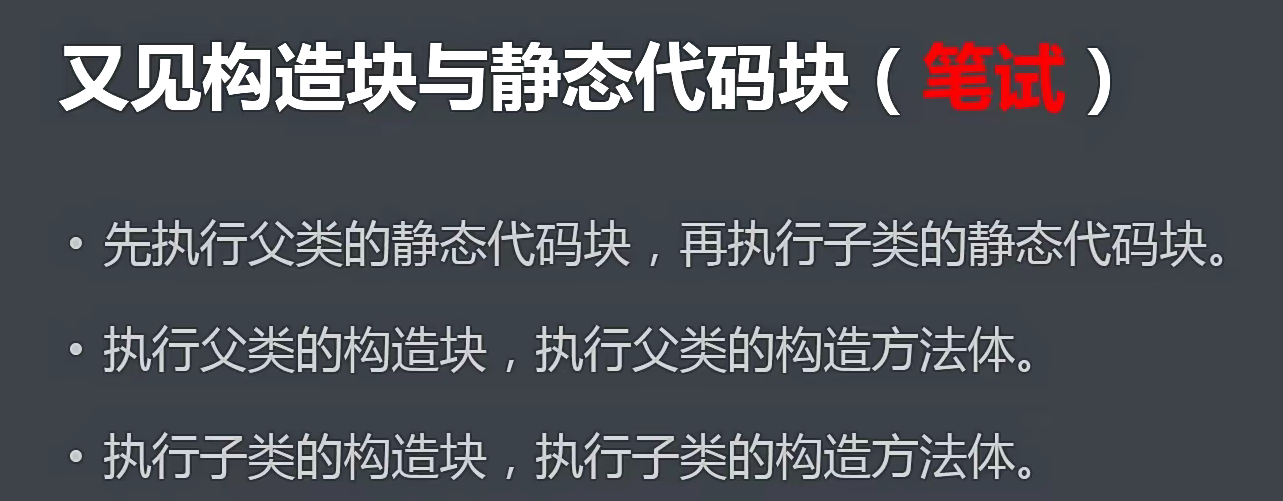 又见构造块与静态代码块（笔试）
• 先执行父类的静态代码块，再执行子类的静态代码块。
• 执行父类的构造块，执行父类的构造方法体。
• 执行子类的构造块，执行子类的构造方法体。